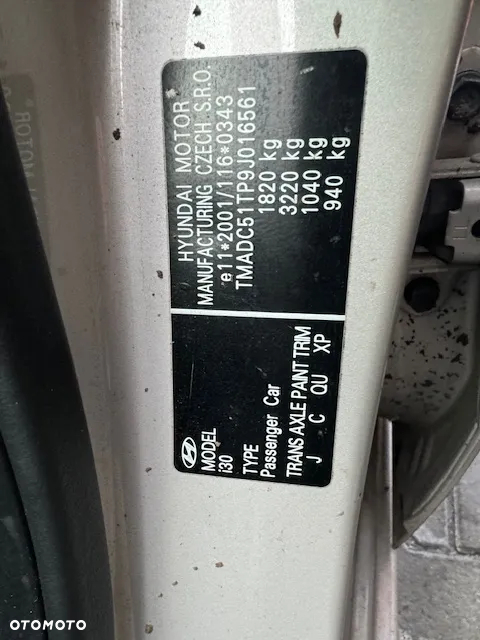 HYUNDAI MOTOR
MANUFACTURING CZECH S.R.O.
e11*2001/116*0343
TMADC51TP9J016561
1820 kg
3220 kg
1040 kg
940 kg
MODEL
i30
TYPE
Passenger Car
TRANS AXLE PAINT TRIM
J C QU XP
OTOMOTO